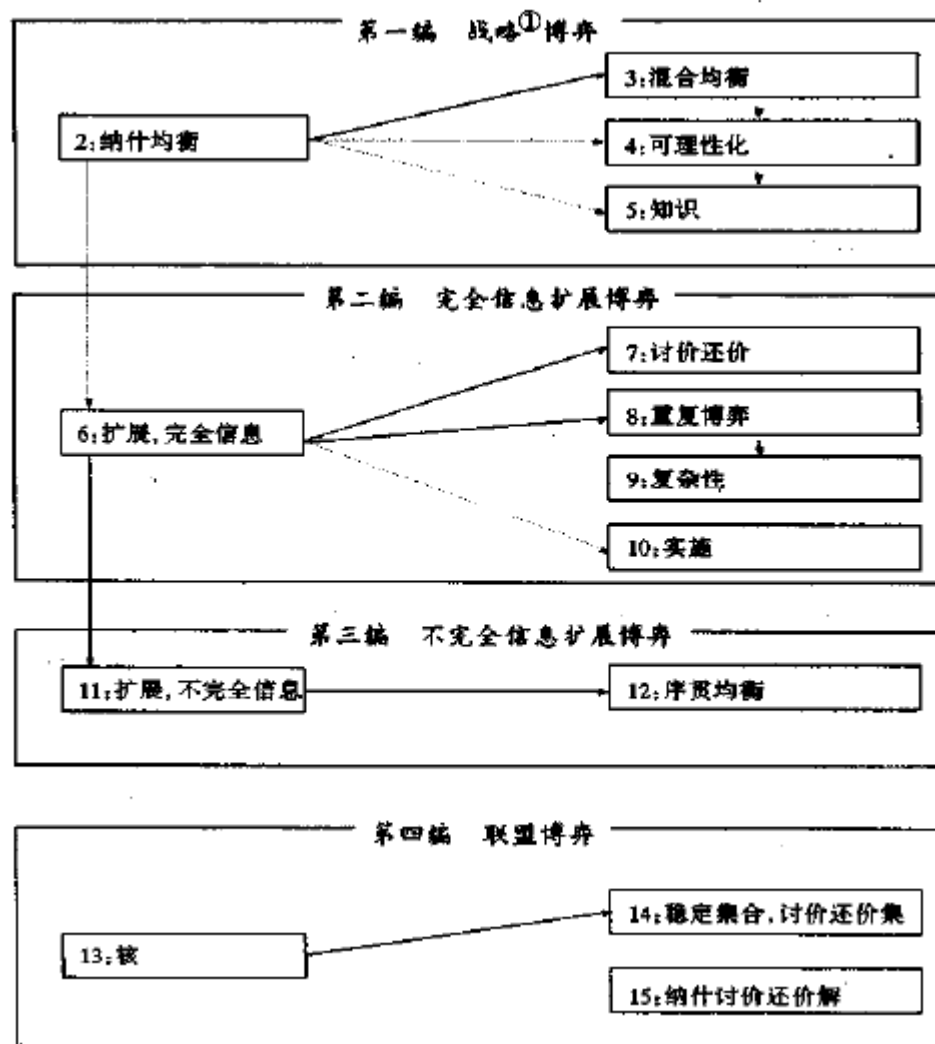 第一编 战略①博弈
3:混合均衡
2:纳什均衡
4:可理性化
5:知识
第二编 完全信息扩展博弈
7:讨价还价
8:重复博弈
6:扩展,完全信息
9:复杂性
10:实施
第三编 不完全信息扩展博弈
11:扩展,不完全信息
12:序贯均衡
第四编 联盟博弈
14:稳定集合,讨价还价集
13:核
15:纳什讨价还价解